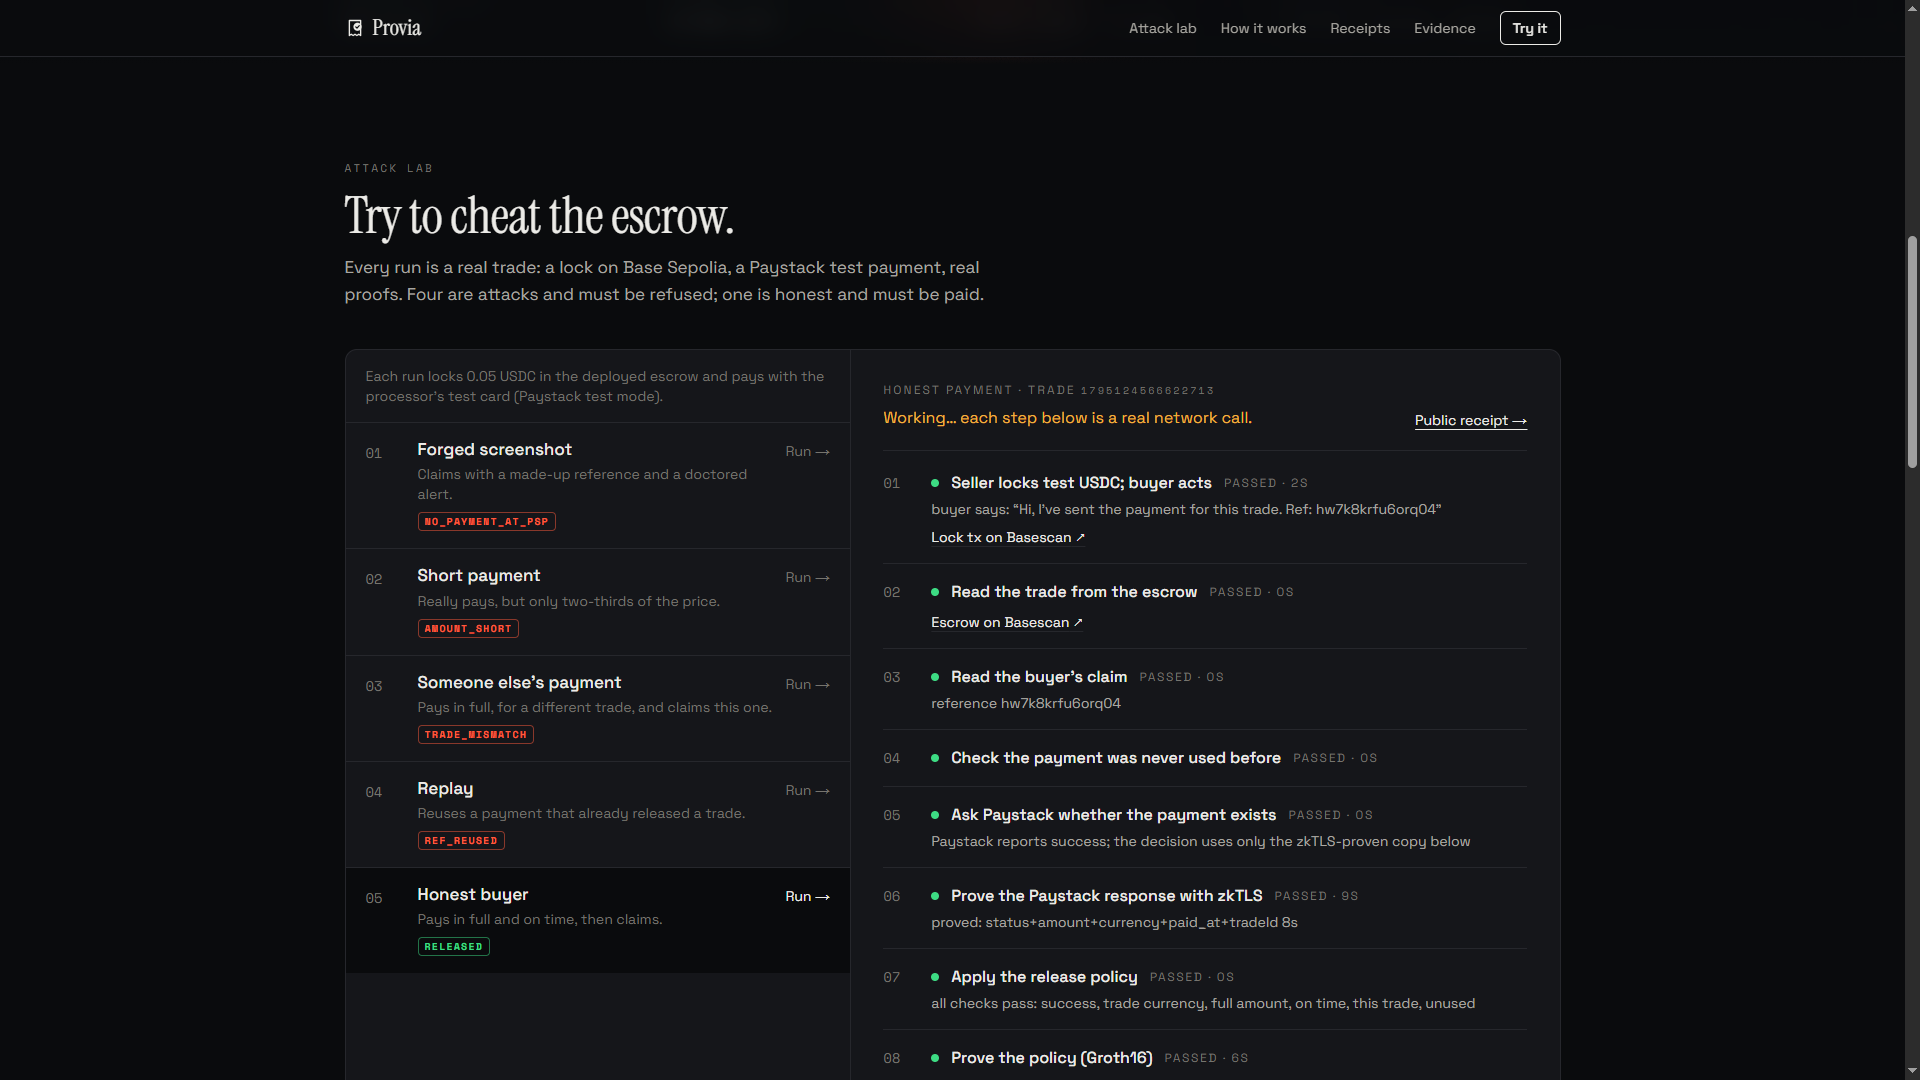 Provia
Attack lab
How it works
Receipts
Evidence
Try it
ATTACK LAB
Try to cheat the escrow.
Every run is a real trade: a lock on Base Sepolia, a Paystack test payment, real
proofs. Four are attacks and must be refused; one is honest and must be paid.
Each run locks 0.05 USDC in the deployed escrow and pays with the
processor's test card (Paystack test mode).
01
Forged screenshot
Run →
Claims with a made-up reference and a doctored
alert.
NO_PAYMENT_AT_PSP
02
Short payment
Run →
Really pays, but only two-thirds of the price.
AMOUNT_SHORT
03
Someone else's payment
Run →
Pays in full, for a different trade, and claims this one.
TRADE_MISMATCH
04
Replay
Run →
Reuses a payment that already released a trade.
REF_REUSED
05
Honest buyer
Run →
Pays in full and on time, then claims.
RELEASED
HONEST PAYMENT · TRADE 1795124566622713
Working… each step below is a real network call.
Public receipt →
01
Seller locks test USDC; buyer acts PASSED · 2S
buyer says: “Hi, I've sent the payment for this trade. Ref: hw7k8krfu6orq04”
Lock tx on Basescan ↗
02
Read the trade from the escrow PASSED · 0S
Escrow on Basescan ↗
03
Read the buyer's claim PASSED · 0S
reference hw7k8krfu6orq04
04
Check the payment was never used before PASSED · 0S
05
Ask Paystack whether the payment exists PASSED · 0S
Paystack reports success; the decision uses only the zkTLS-proven copy below
06
Prove the Paystack response with zkTLS PASSED · 9S
proved: status+amount+currency+paid_at+tradeId 8s
07
Apply the release policy PASSED · 0S
all checks pass: success, trade currency, full amount, on time, this trade, unused
08
Prove the policy (Groth16) PASSED · 6S